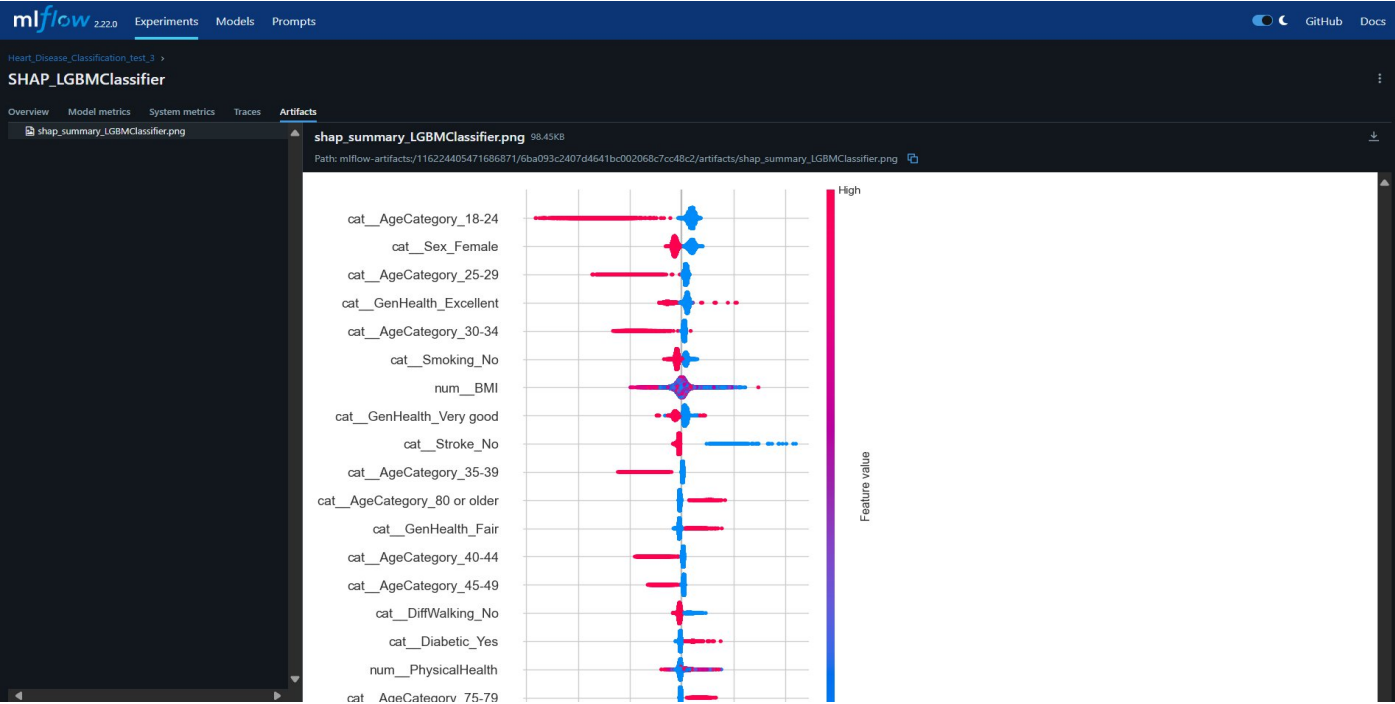 mlflow 2.22.0 Experiments Models Prompts GitHub Docs
Heart_Disease_Classification_test_3 >
SHAP_LGBMClassifier
Overview Model metrics System metrics Traces Artifacts
shap_summary_LGBMClassifier.png
shap_summary_LGBMClassifier.png 98.45KB
Path: mlflow-artifacts:/116224405471686871/6ba093c2407d4641bc002068c7cc48c2/artifacts/shap_summary_LGBMClassifier.png
High
cat__AgeCategory_18-24
cat__Sex_Female
cat__AgeCategory_25-29
cat__GenHealth_Excellent
cat__AgeCategory_30-34
cat__Smoking_No
num__BMI
cat__GenHealth_Very good
cat__Stroke_No
cat__AgeCategory_35-39
cat__AgeCategory_80 or older
cat__GenHealth_Fair
cat__AgeCategory_40-44
cat__AgeCategory_45-49
cat__DiffWalking_No
cat__Diabetic_Yes
num__PhysicalHealth
cat__AgeCategory_75-79
Feature value